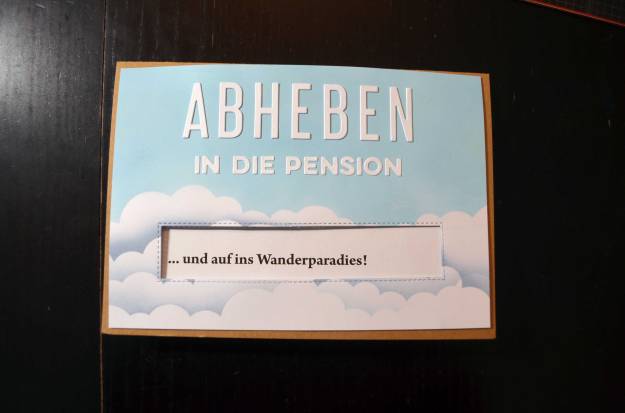 ABHEBEN
IN DIE PENSION
... und auf ins Wanderparadies!